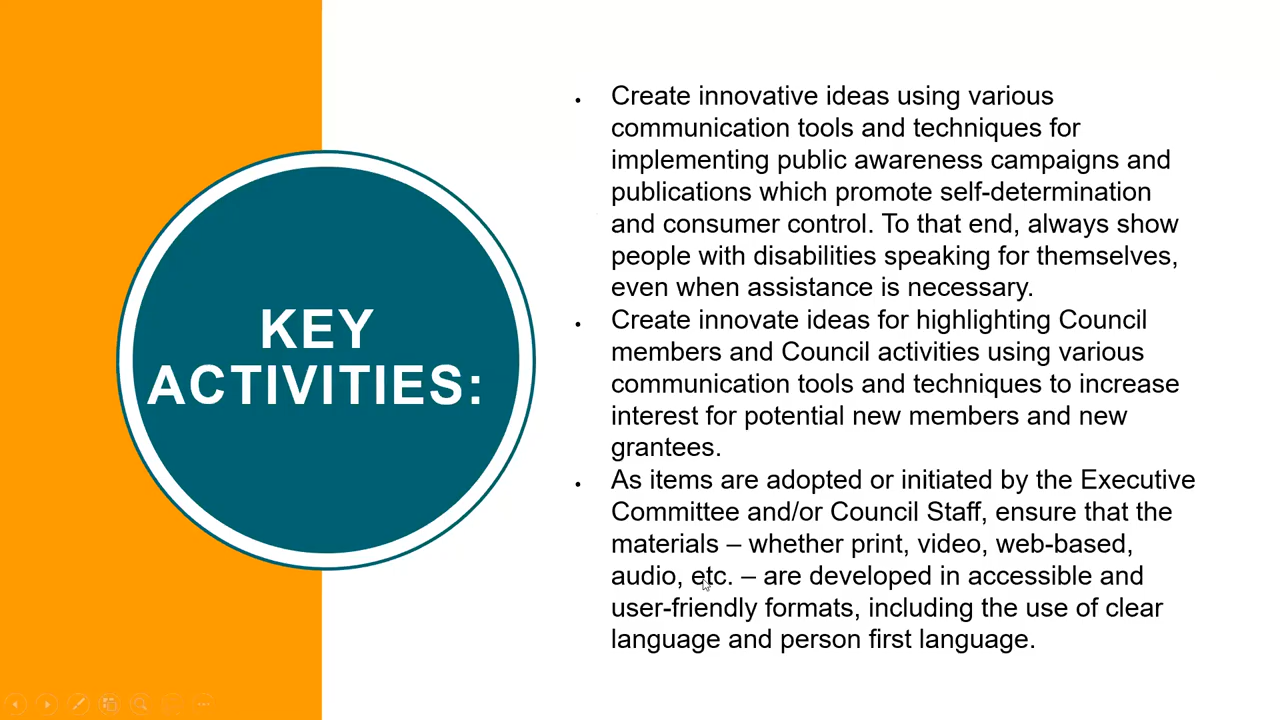 KEY
ACTIVITIES:
• Create innovative ideas using various
communication tools and techniques for
implementing public awareness campaigns and
publications which promote self-determination
and consumer control. To that end, always show
people with disabilities speaking for themselves,
even when assistance is necessary.
• Create innovate ideas for highlighting Council
members and Council activities using various
communication tools and techniques to increase
interest for potential new members and new
grantees.
• As items are adopted or initiated by the Executive
Committee and/or Council Staff, ensure that the
materials – whether print, video, web-based,
audio, etc. – are developed in accessible and
user-friendly formats, including the use of clear
language and person first language.